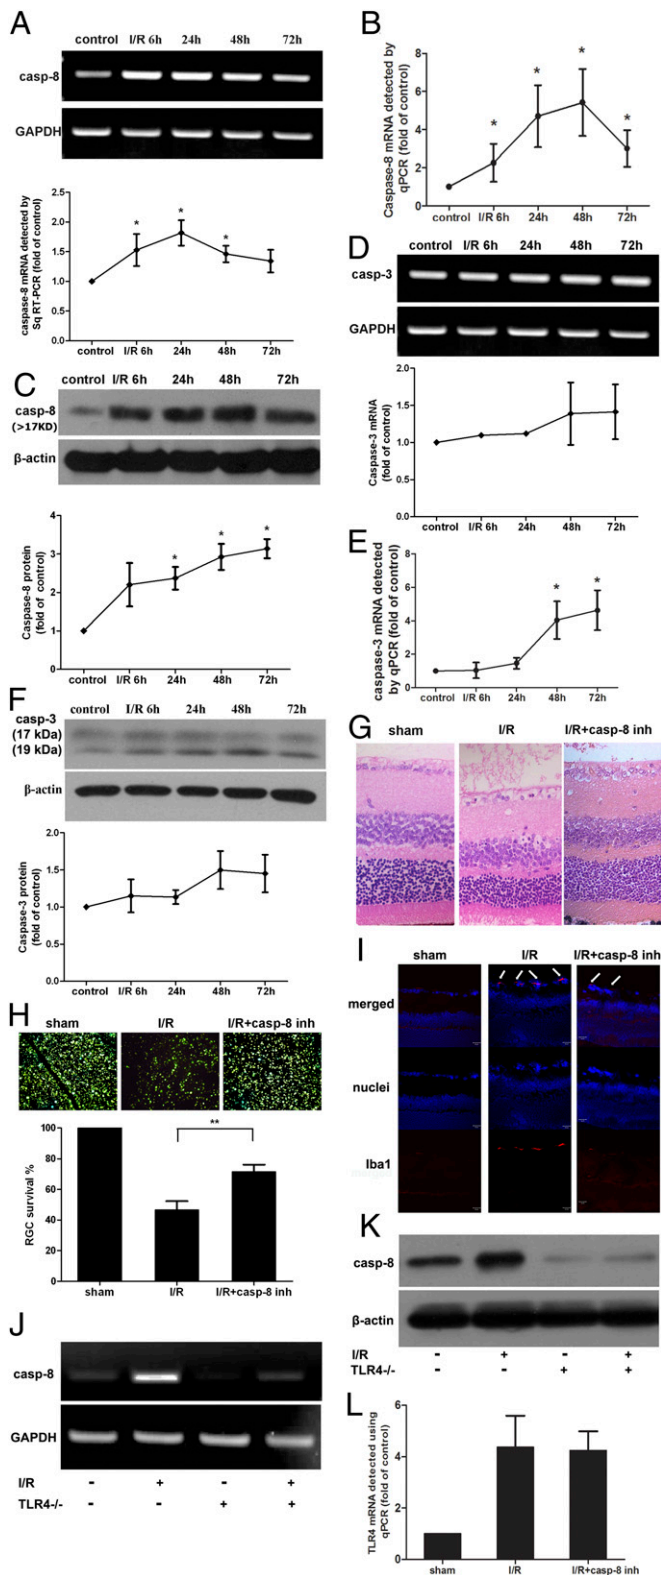 A
control I/R 6h 24h 48h 72h
casp-8
GAPDH
caspase-8 mRNA detected by
Sq RT-PCR (fold of control)
2.0
1.5
1.0
0.5
0.0
* * *
control I/R 6h 24h 48h 72h
B
Caspase-8 mRNA detected by
qPCR (fold of control)
8
6
4
2
0
* * * *
control I/R 6h 24h 48h 72h
C
control I/R 6h 24h 48h 72h
casp-8
(>17KD)
β-actin
Caspase-8 protein
(fold of control)
4
3
2
1
0
* * *
control I/R 6h 24h 48h 72h
D
control I/R 6h 24h 48h 72h
casp-3
GAPDH
Caspase-3 mRNA
(fold of control)
2.0
1.5
1.0
0.5
0.0
control I/R 6h 24h 48h 72h
E
caspase-3 mRNA detected
by qPCR (fold of control)
8
6
4
2
0
* *
control I/R 6h 24h 48h 72h
F
control I/R 6h 24h 48h 72h
casp-3
(17 kDa)
(19 kDa)
β-actin
Caspase-3 protein
(fold of control)
2.0
1.5
1.0
0.5
0.0
control I/R 6h 24h 48h 72h
G
sham I/R I/R+casp-8 inh
H
sham I/R I/R+casp-8 inh
RGC survival %
100
80
60
40
20
0
**
sham I/R I/R+casp-8 inh
I
sham I/R I/R+casp-8 inh
merged
nuclei
Iba1
J
casp-8
GAPDH
I/R - + - +
TLR4-/- - - + +
K
casp-8
β-actin
I/R - + - +
TLR4-/- - - + +
L
TLR4 mRNA detected using
qPCR (fold of control)
6
4
2
0
sham I/R I/R+casp-8 inh